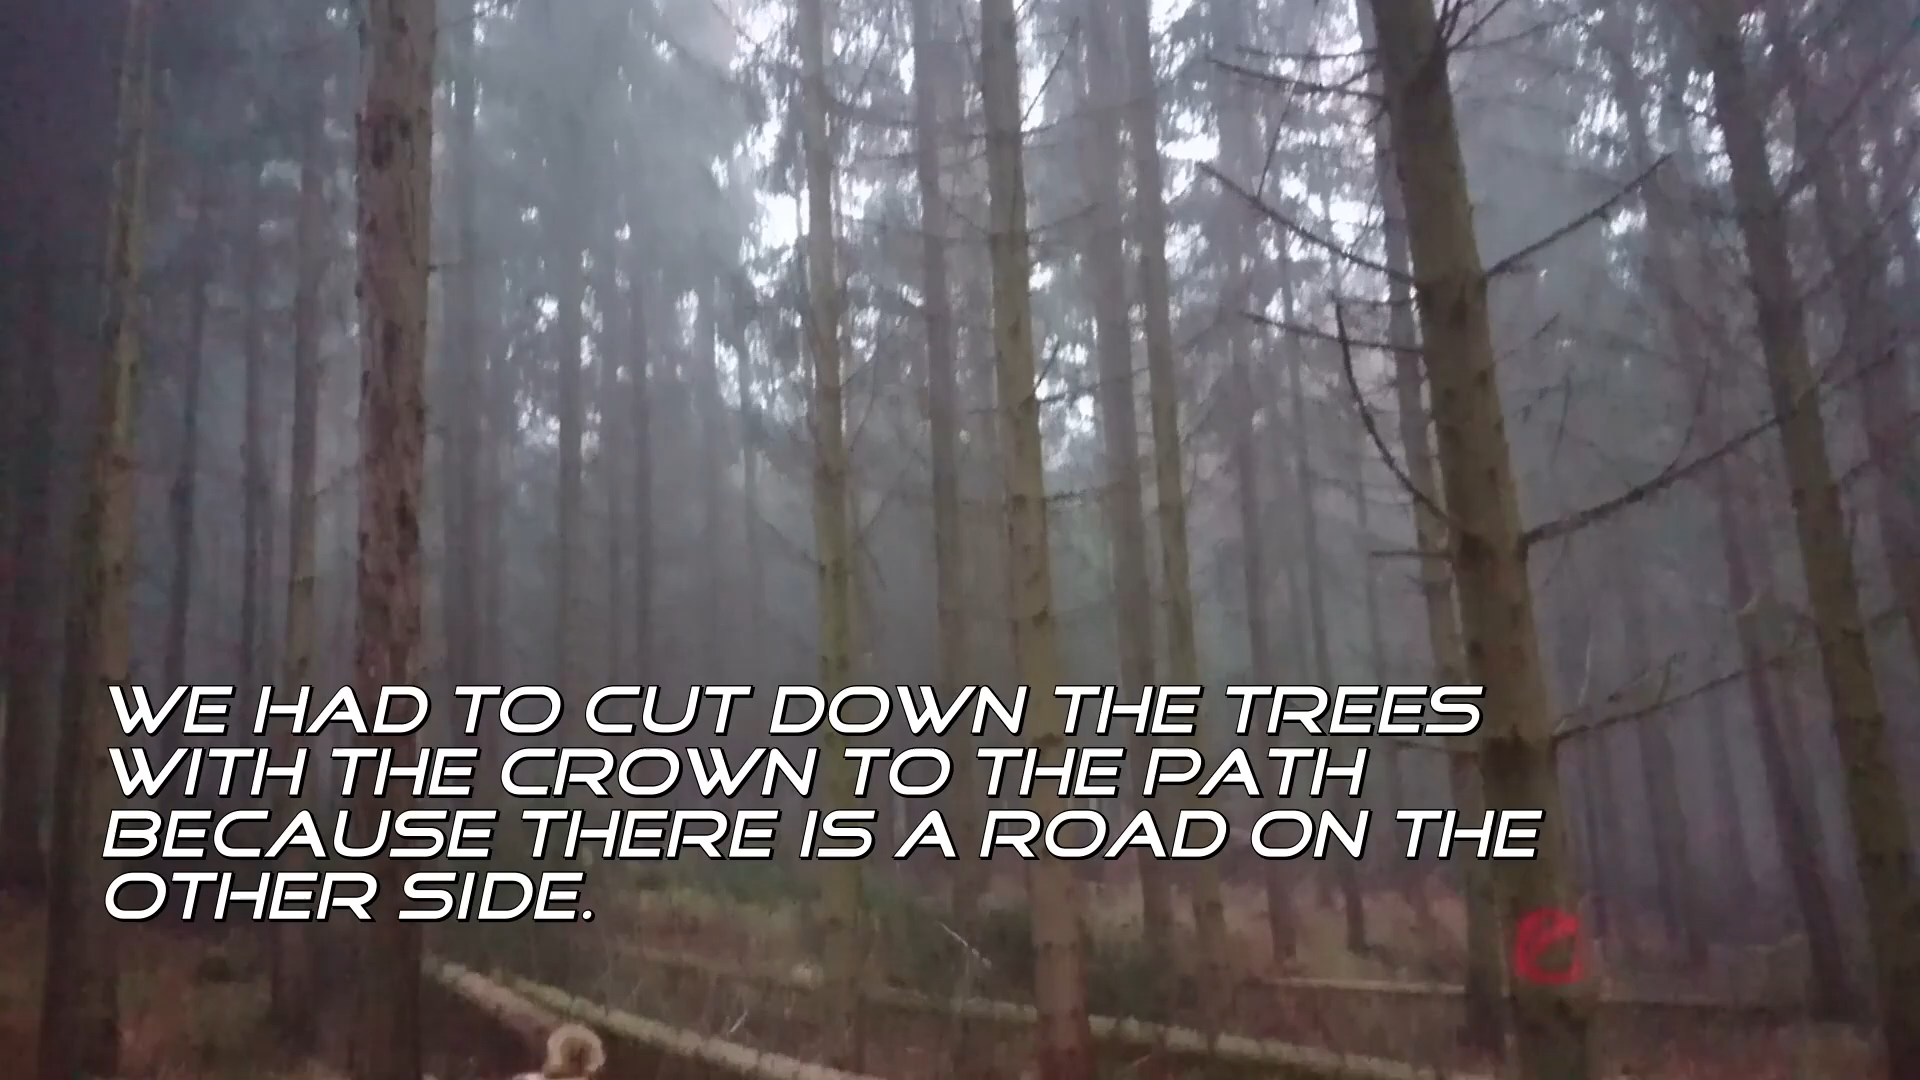 WE HAD TO CUT DOWN THE TREES
WITH THE CROWN TO THE PATH
BECAUSE THERE IS A ROAD ON THE
OTHER SIDE.